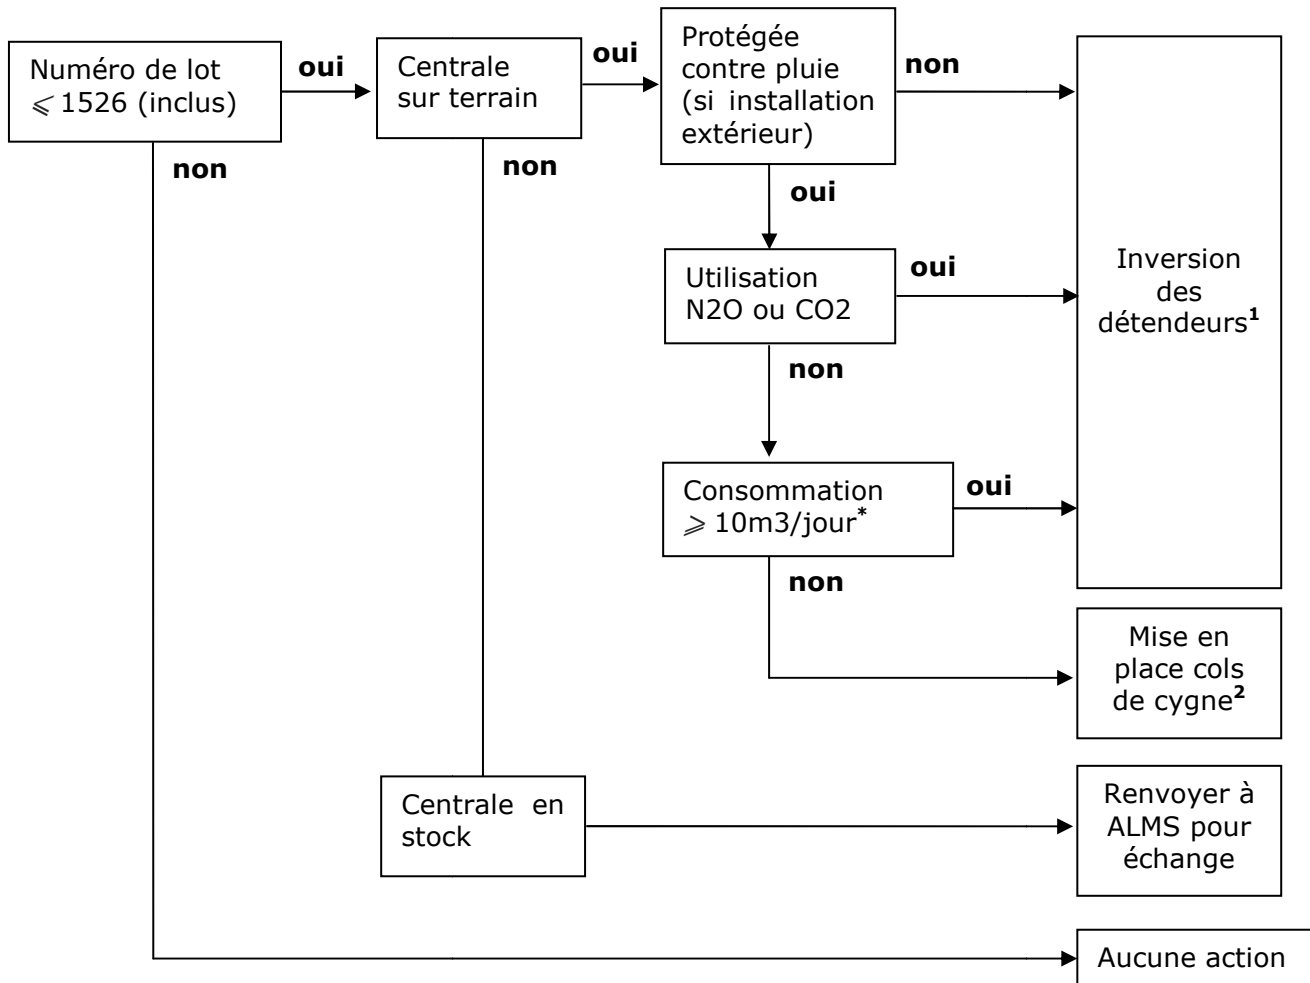 Numéro de lot
⩽ 1526 (inclus)
oui
non
Centrale
sur terrain
oui
non
Protégée
contre pluie
(si installation
extérieur)
non
oui
Utilisation
N2O ou CO2
oui
non
Consommation
⩾ 10m3/jour*
oui
non
Inversion
des
détendeurs¹
Mise en
place cols
de cygne²
Centrale en
stock
Renvoyer à
ALMS pour
échange
Aucune action